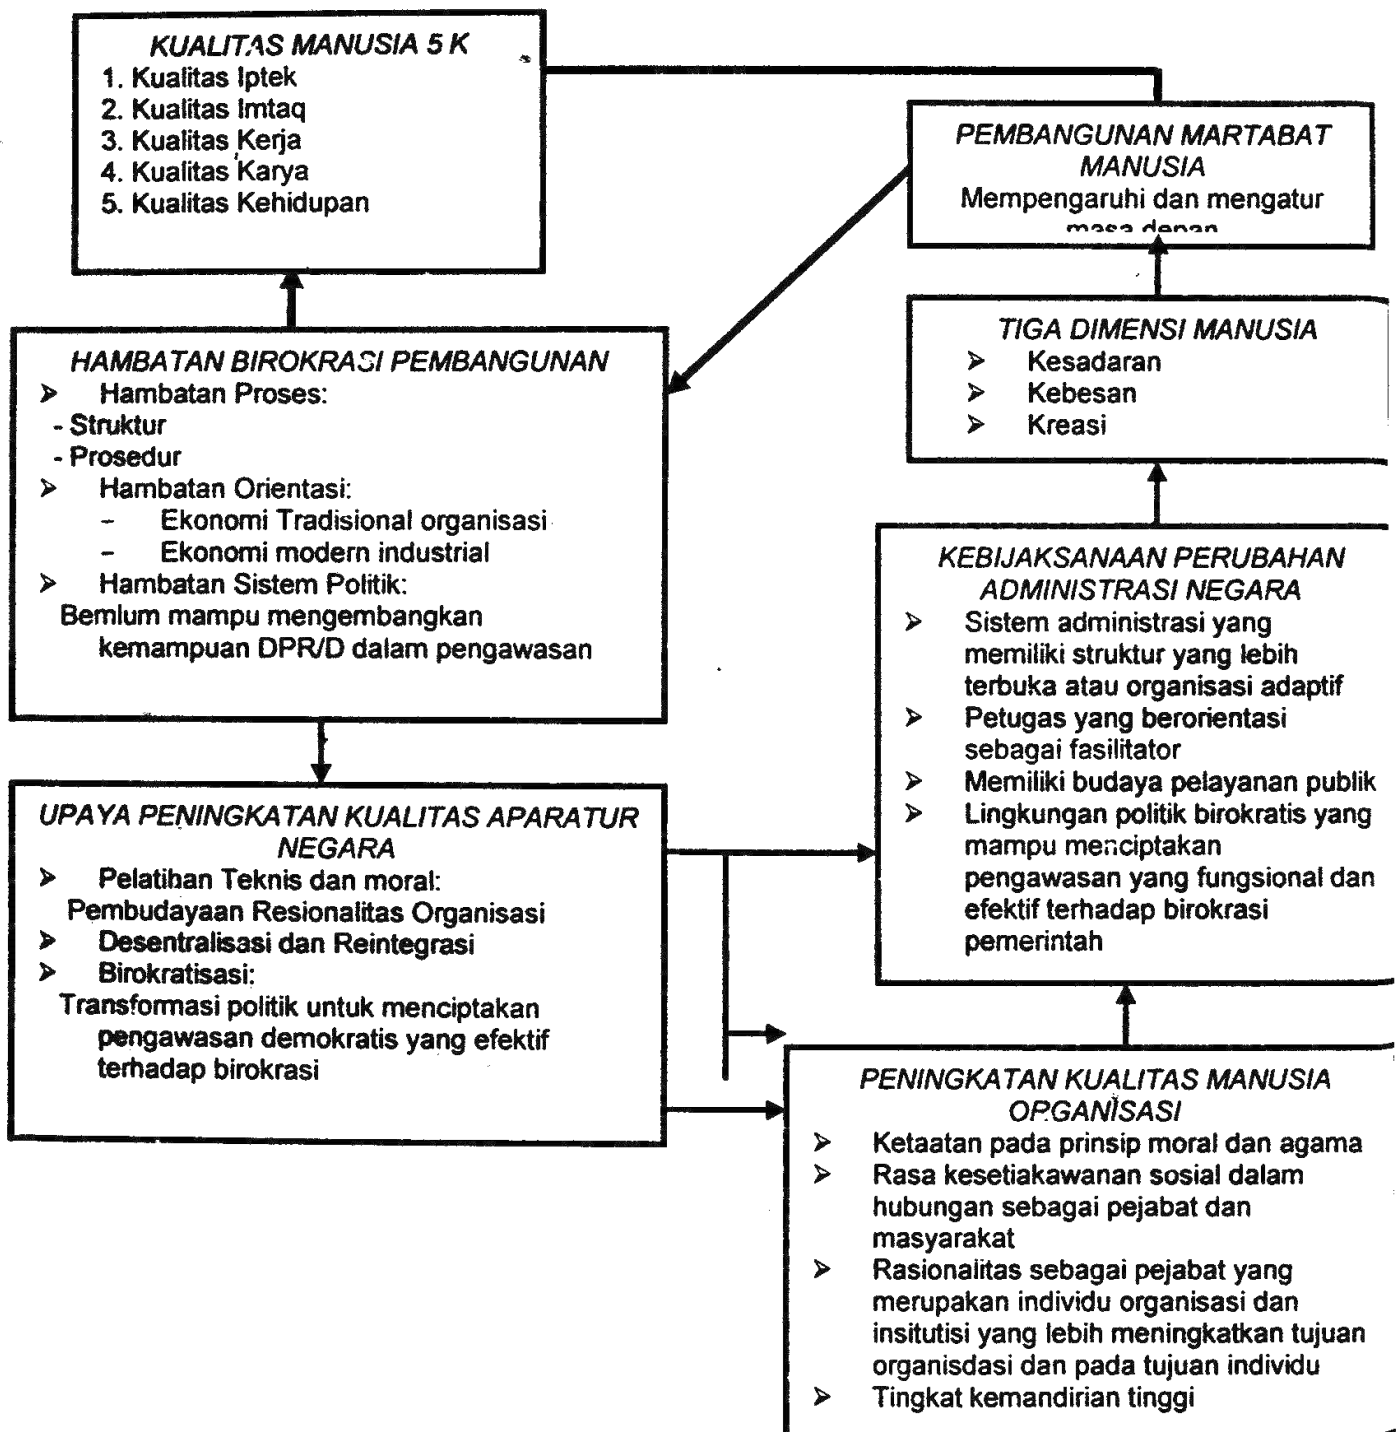 KUALITAS MANUSIA 5 K
1. Kualitas Iptek
2. Kualitas Imtaq
3. Kualitas Kerja
4. Kualitas Karya
5. Kualitas Kehidupan
PEMBANGUNAN MARTABAT
MANUSIA
Mempengaruhi dan mengatur
masa depan
HAMBATAN BIROKRASI PEMBANGUNAN
➢ Hambatan Proses:
- Struktur
- Prosedur
➢ Hambatan Orientasi:
– Ekonomi Tradisional organisasi
– Ekonomi modern industrial
➢ Hambatan Sistem Politik:
Bemlum mampu mengembangkan
kemampuan DPR/D dalam pengawasan
TIGA DIMENSI MANUSIA
➢ Kesadaran
➢ Kebesan
➢ Kreasi
KEBIJAKSANAAN PERUBAHAN
ADMINISTRASI NEGARA
➢ Sistem administrasi yang
memiliki struktur yang lebih
terbuka atau organisasi adaptif
➢ Petugas yang berorientasi
sebagai fasilitator
➢ Memiliki budaya pelayanan publik
➢ Lingkungan politik birokratis yang
mampu menciptakan
pengawasan yang fungsional dan
efektif terhadap birokrasi
pemerintah
UPAYA PENINGKATAN KUALITAS APARATUR
NEGARA
➢ Pelatihan Teknis dan moral:
Pembudayaan Resionalitas Organisasi
➢ Desentralisasi dan Reintegrasi
➢ Birokratisasi:
Transformasi politik untuk menciptakan
pengawasan demokratis yang efektif
terhadap birokrasi
PENINGKATAN KUALITAS MANUSIA
ORGANISASI
➢ Ketaatan pada prinsip moral dan agama
➢ Rasa kesetiakawanan sosial dalam
hubungan sebagai pejabat dan
masyarakat
➢ Rasionalitas sebagai pejabat yang
merupakan individu organisasi dan
insitutisi yang lebih meningkatkan tujuan
organisdasi dan pada tujuan individu
➢ Tingkat kemandirian tinggi